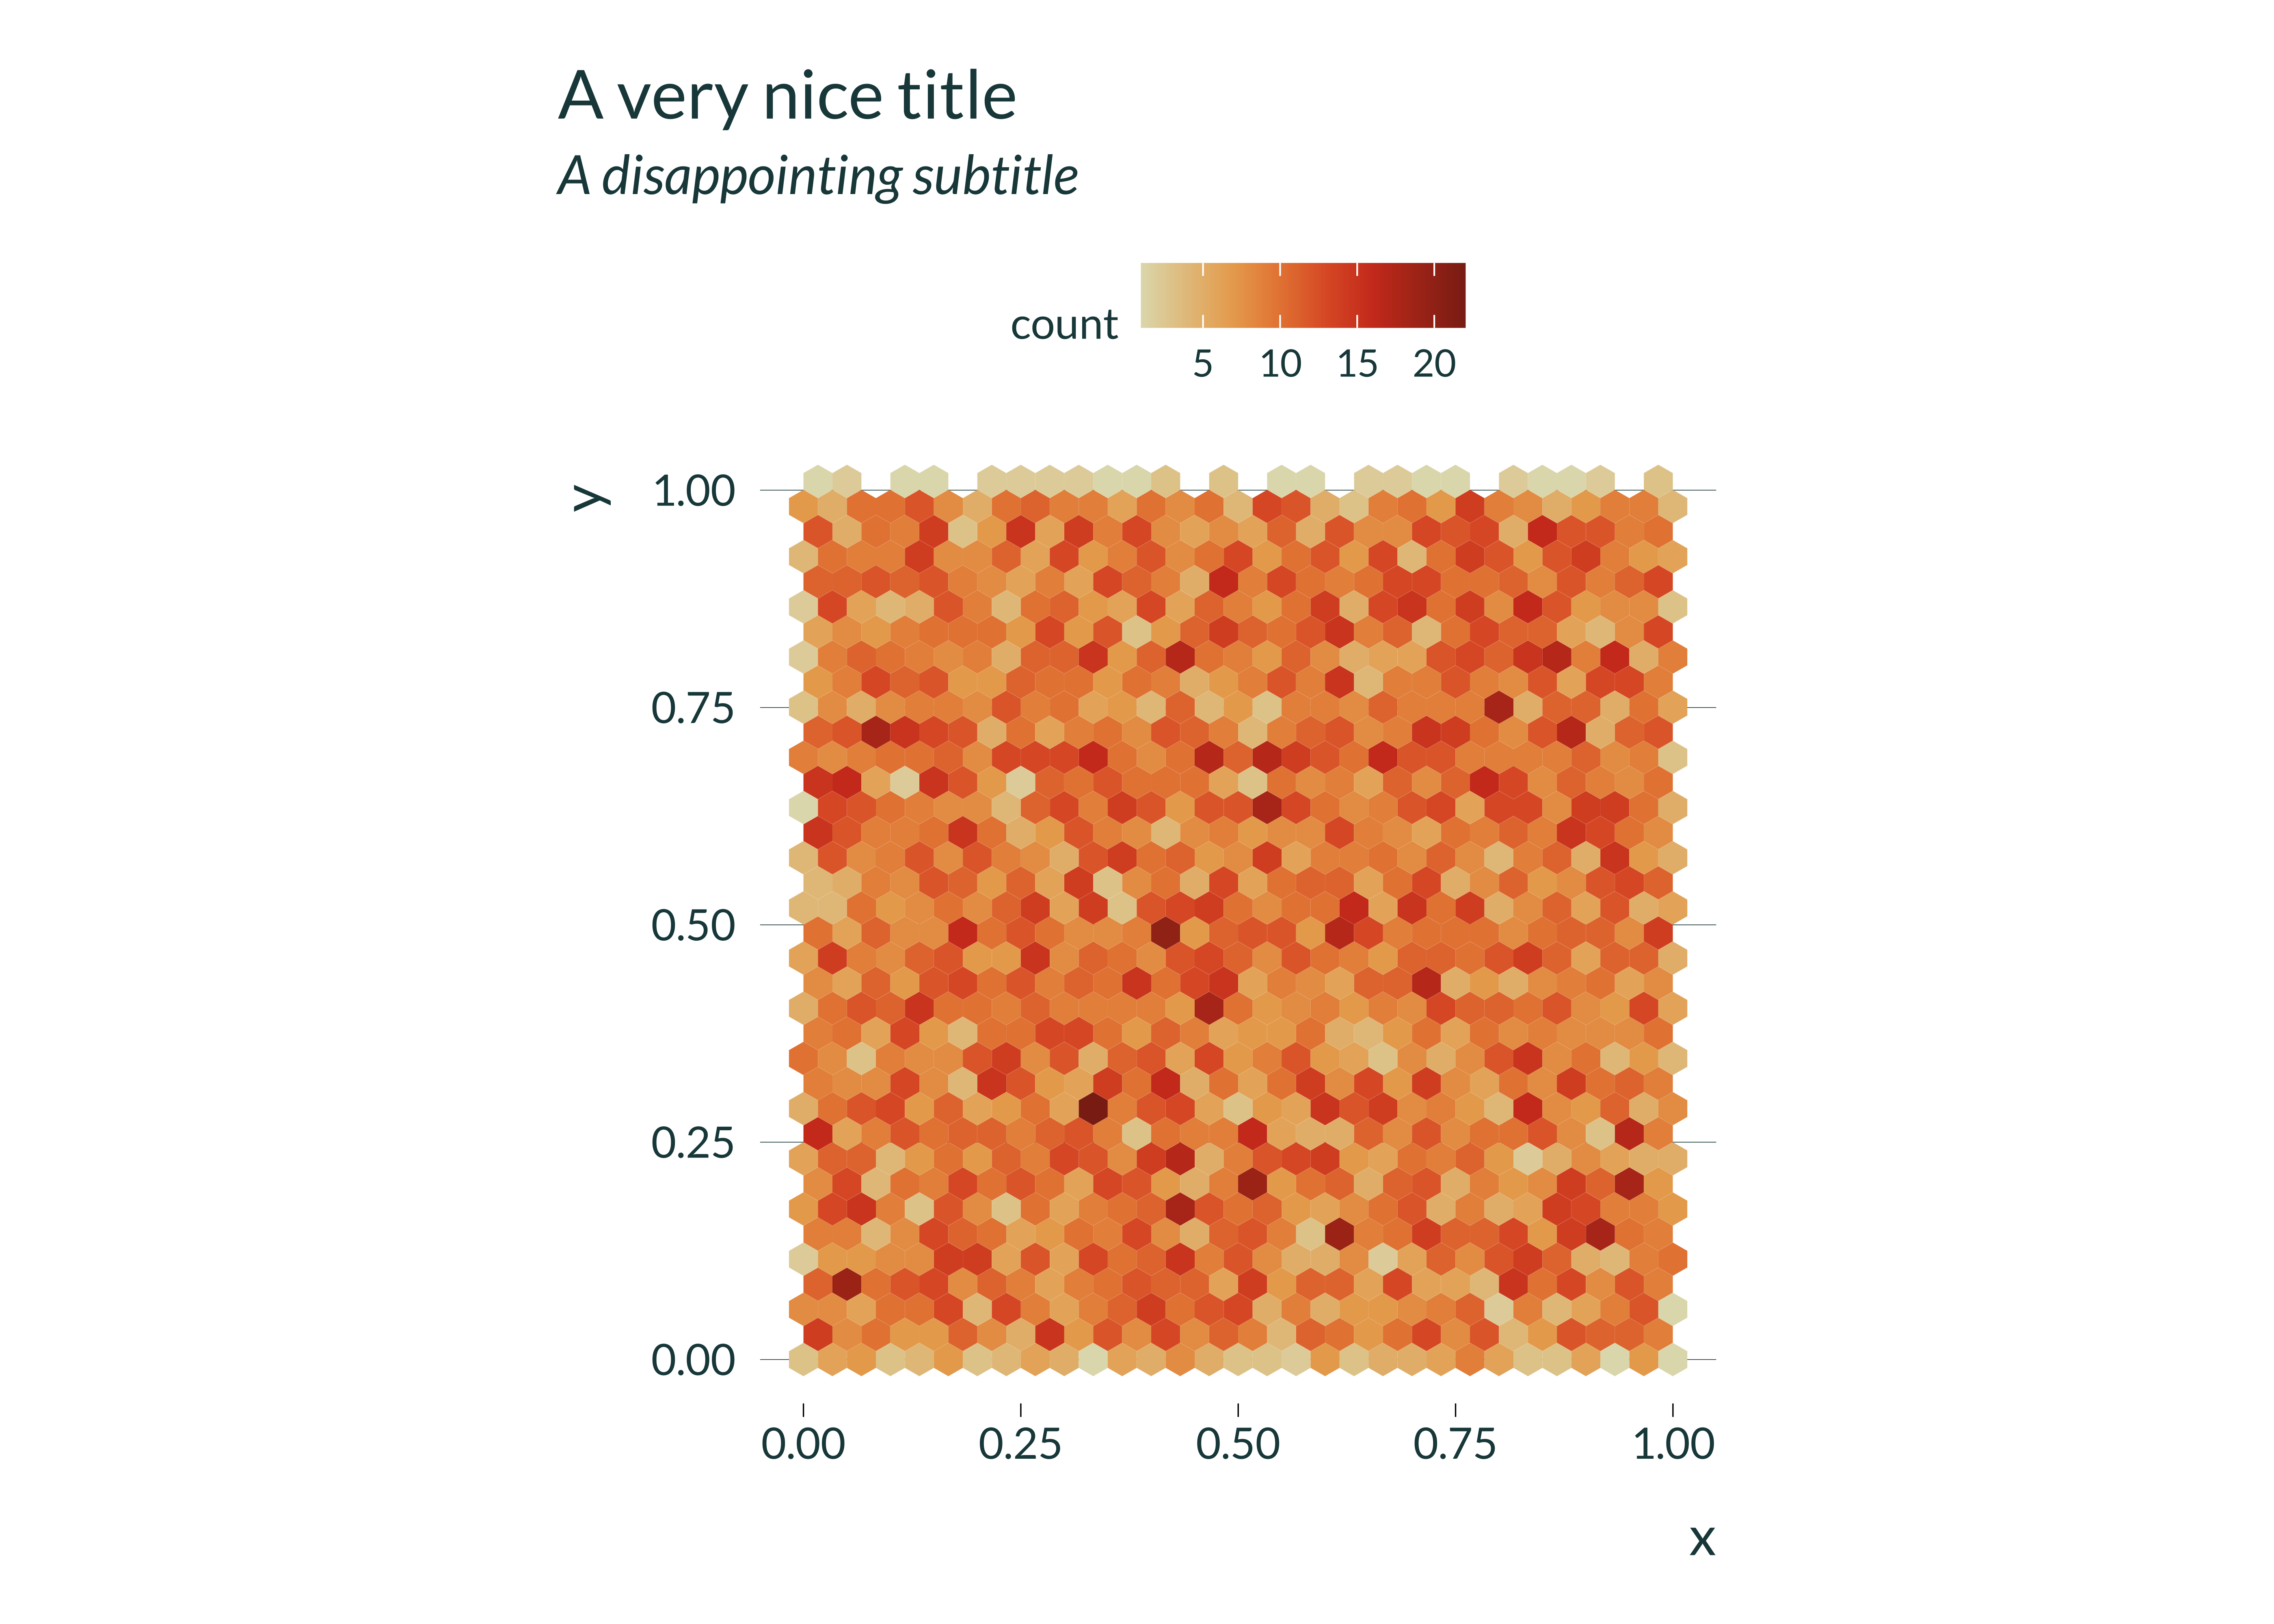 A very nice title
A disappointing subtitle
count
5 10 15 20
y
1.00
0.75
0.50
0.25
0.00
0.00 0.25 0.50 0.75 1.00
x